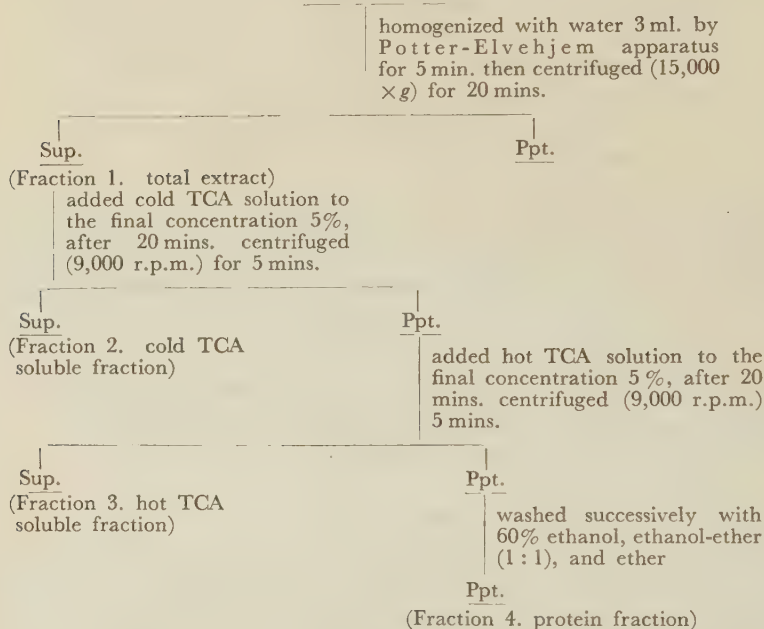 homogenized with water 3 ml. by
Potter-Elvehjem apparatus
for 5 min. then centrifuged (15,000
×g) for 20 mins.
Sup.
Ppt.
(Fraction 1. total extract)
added cold TCA solution to
the final concentration 5%,
after 20 mins. centrifuged
(9,000 r.p.m.) for 5 mins.
Sup.
Ppt.
(Fraction 2. cold TCA
soluble fraction)
added hot TCA solution to the
final concentration 5 %, after 20
mins. centrifuged (9,000 r.p.m.)
5 mins.
Sup.
Ppt.
(Fraction 3. hot TCA
soluble fraction)
washed successively with
60% ethanol, ethanol-ether
(1 : 1), and ether
Ppt.
(Fraction 4. protein fraction)